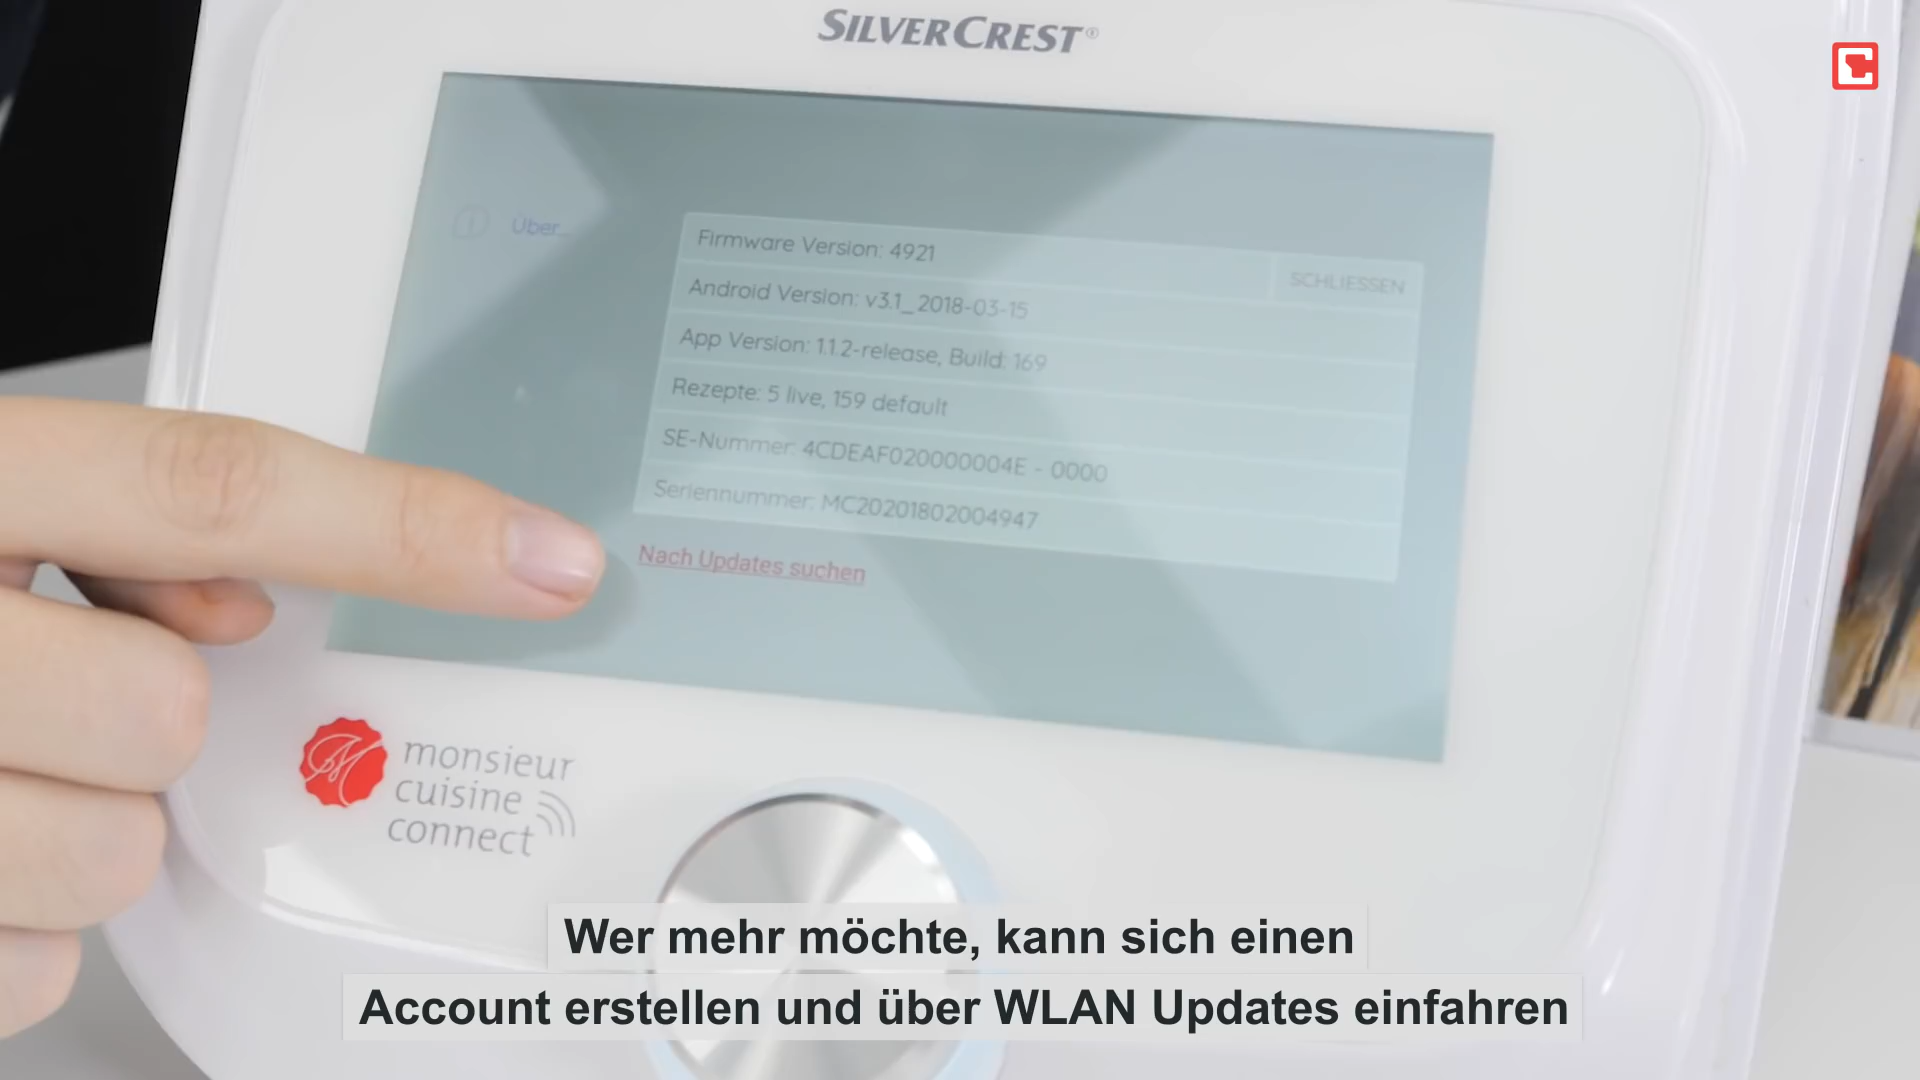 SILVERCREST®
Über...
Firmware Version: 4921
SCHLIESSEN
Android Version: v3.1_2018-03-15
App Version: 1.1.2-release, Build: 169
Rezepte: 5 live, 159 default
SE-Nummer: 4CDEAF020000004E - 0000
Seriennummer: MC20201802004947
Nach Updates suchen
monsieur
cuisine
connect
Wer mehr möchte, kann sich einen
Account erstellen und über WLAN Updates einfahren